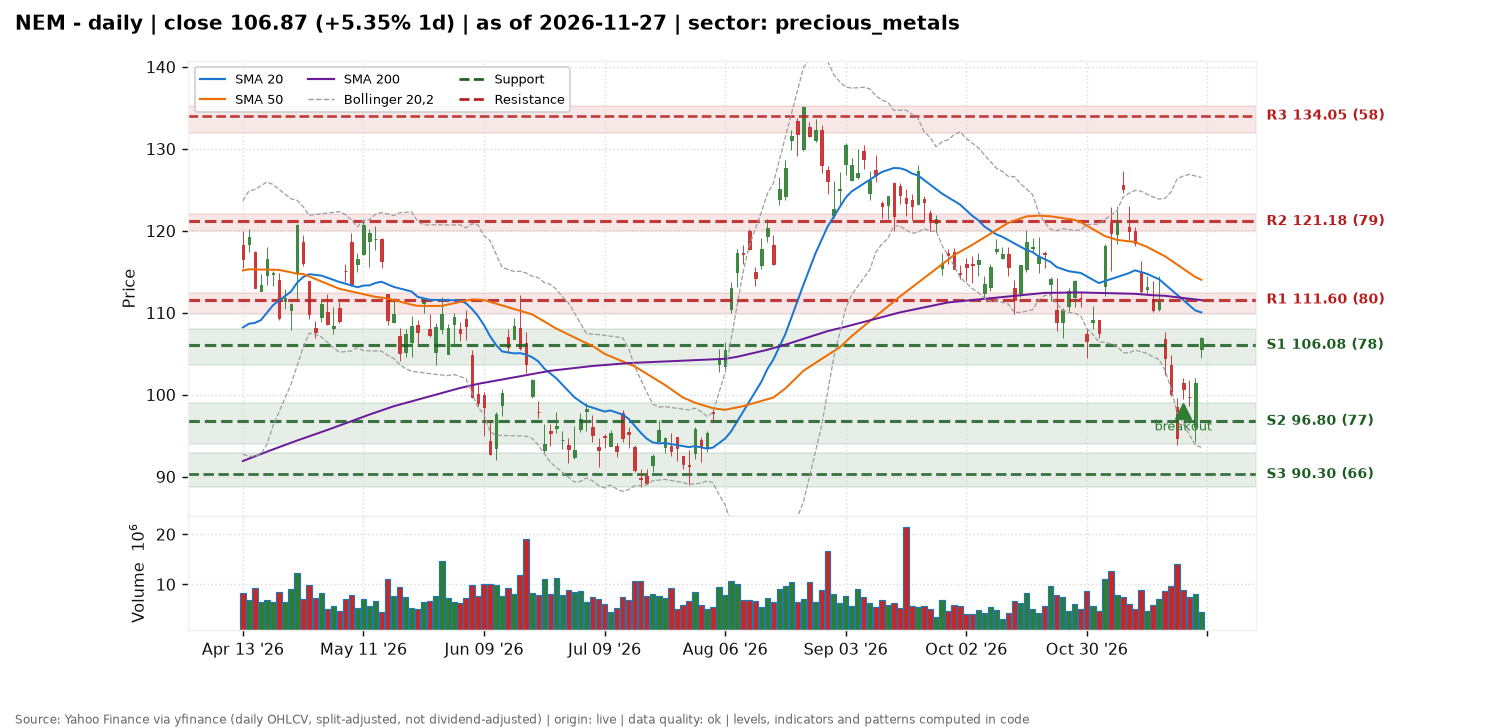 NEM - daily | close 106.87 (+5.35% 1d) | as of 2026-11-27 | sector: precious_metals
SMA 20
SMA 50
SMA 200
Bollinger 20,2
Support
Resistance
Price
140
130
120
110
100
90
R3 134.05 (58)
R2 121.18 (79)
R1 111.60 (80)
S1 106.08 (78)
S2 96.80 (77)
S3 90.30 (66)
breakout
Volume 10⁶
20
10
Apr 13 '26 May 11 '26 Jun 09 '26 Jul 09 '26 Aug 06 '26 Sep 03 '26 Oct 02 '26 Oct 30 '26
Source: Yahoo Finance via yfinance (daily OHLCV, split-adjusted, not dividend-adjusted) | origin: live | data quality: ok | levels, indicators and patterns computed in code